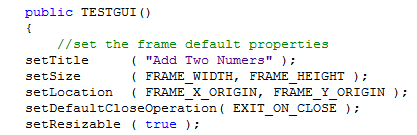 public TESTGUI()
{
//set the frame default properties
setTitle ( "Add Two Numers" );
setSize ( FRAME_WIDTH, FRAME_HEIGHT );
setLocation ( FRAME_X_ORIGIN, FRAME_Y_ORIGIN );
setDefaultCloseOperation( EXIT_ON_CLOSE );
setResizable ( true );